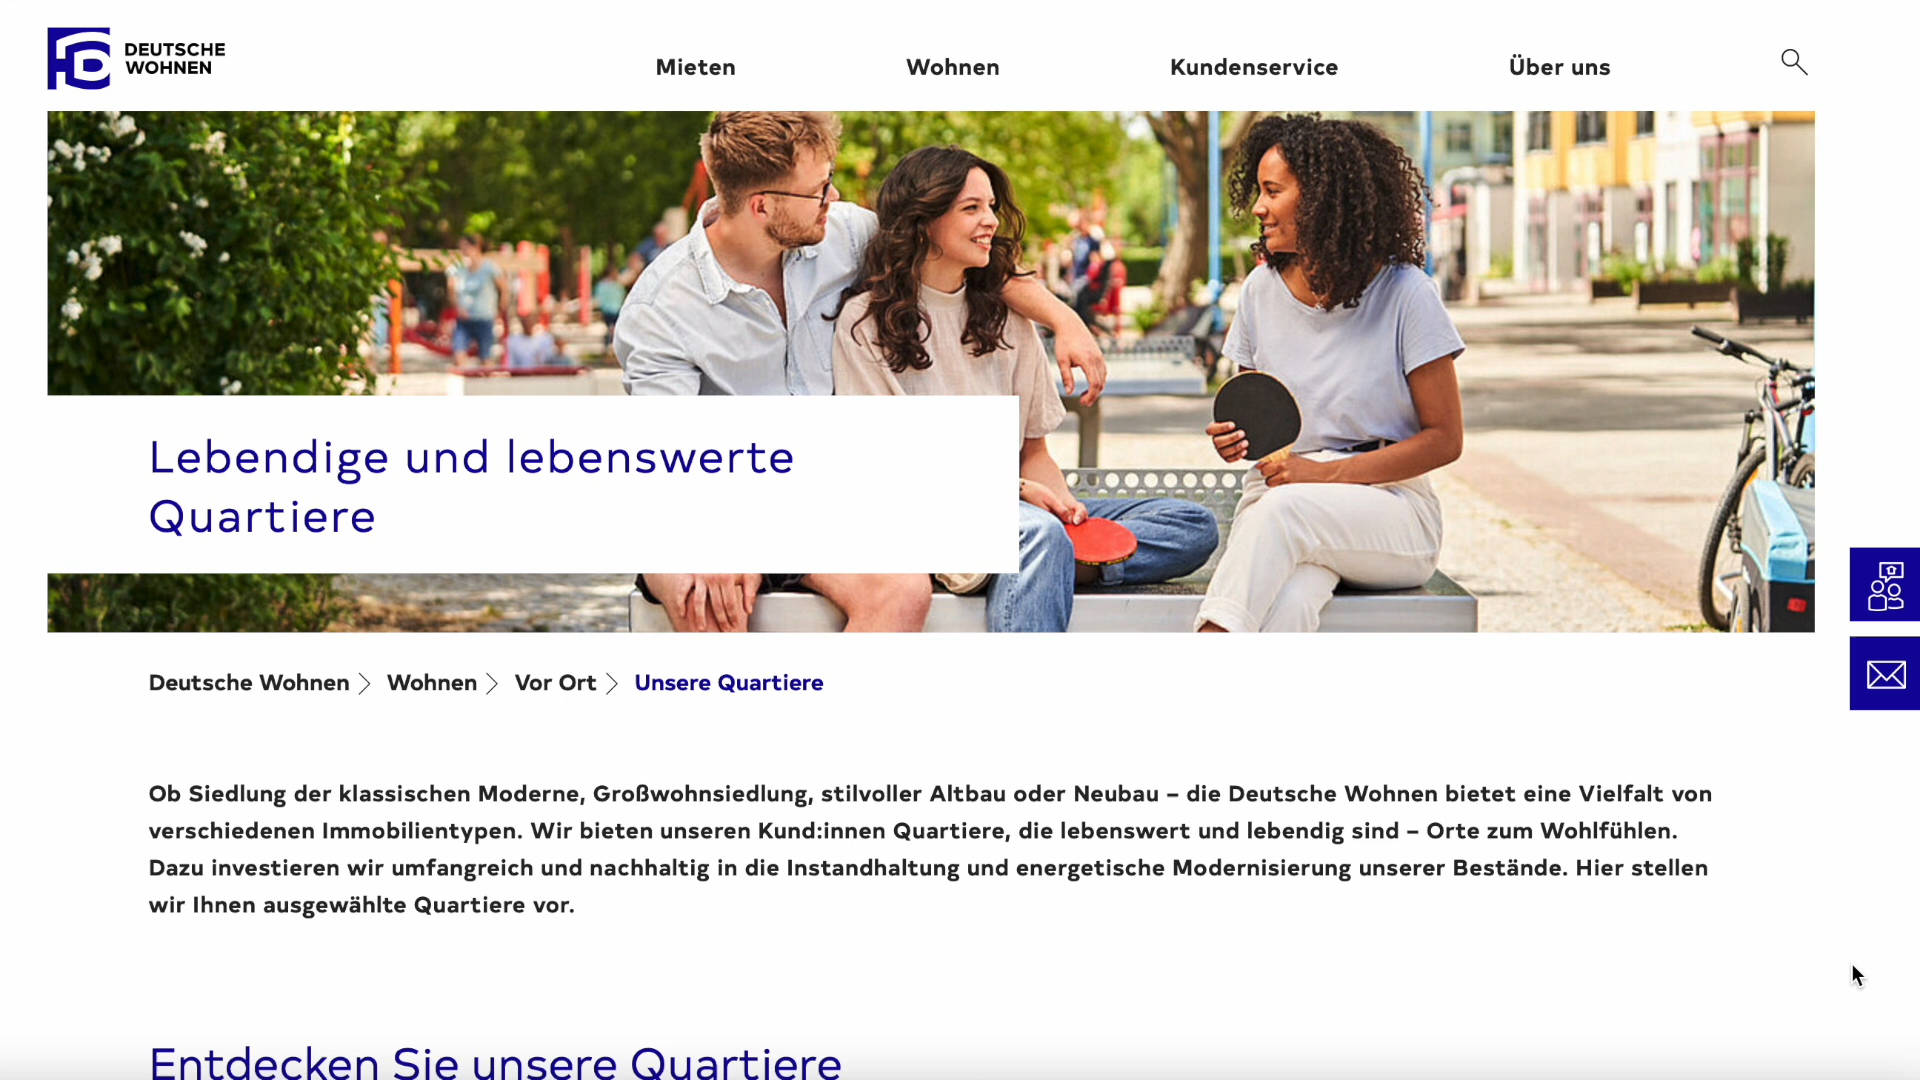 DEUTSCHE
WOHNEN
Mieten
Wohnen
Kundenservice
Über uns
Lebendige und lebenswerte
Quartiere
Deutsche Wohnen
Wohnen
Vor Ort
Unsere Quartiere
Ob Siedlung der klassischen Moderne, Großwohnsiedlung, stilvoller Altbau oder Neubau – die Deutsche Wohnen bietet eine Vielfalt von
verschiedenen Immobilientypen. Wir bieten unseren Kund:innen Quartiere, die lebenswert und lebendig sind – Orte zum Wohlfühlen.
Dazu investieren wir umfangreich und nachhaltig in die Instandhaltung und energetische Modernisierung unserer Bestände. Hier stellen
wir Ihnen ausgewählte Quartiere vor.
Entdecken Sie unsere Quartiere